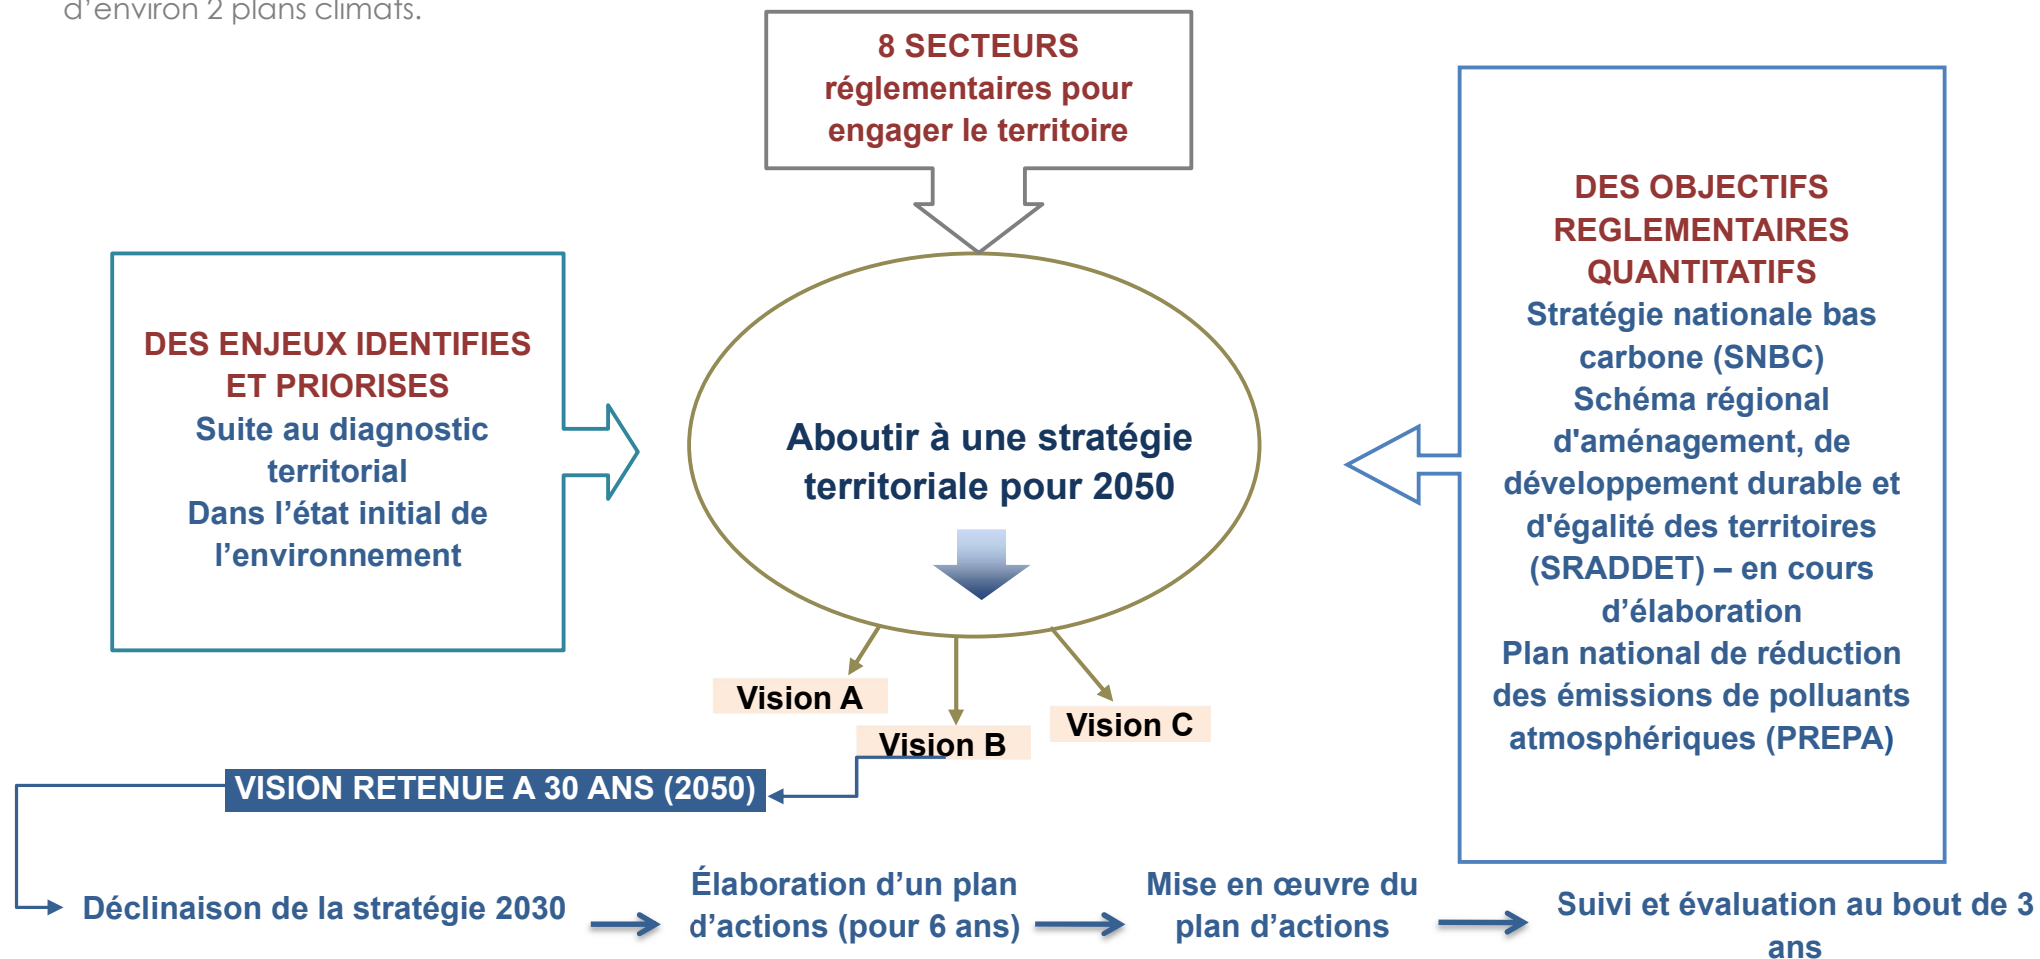 d’environ 2 plans climats.
8 SECTEURS
réglementaires pour
engager le territoire
DES ENJEUX IDENTIFIES
ET PRIORISES
Suite au diagnostic
territorial
Dans l’état initial de
l’environnement
Aboutir à une stratégie
territoriale pour 2050
DES OBJECTIFS
REGLEMENTAIRES
QUANTITATIFS
Stratégie nationale bas
carbone (SNBC)
Schéma régional
d'aménagement, de
développement durable et
d'égalité des territoires
(SRADDET) – en cours
d’élaboration
Plan national de réduction
des émissions de polluants
atmosphériques (PREPA)
Vision A
Vision B
Vision C
VISION RETENUE A 30 ANS (2050)
Déclinaison de la stratégie 2030
Élaboration d’un plan
d’actions (pour 6 ans)
Mise en œuvre du
plan d’actions
Suivi et évaluation au bout de 3
ans